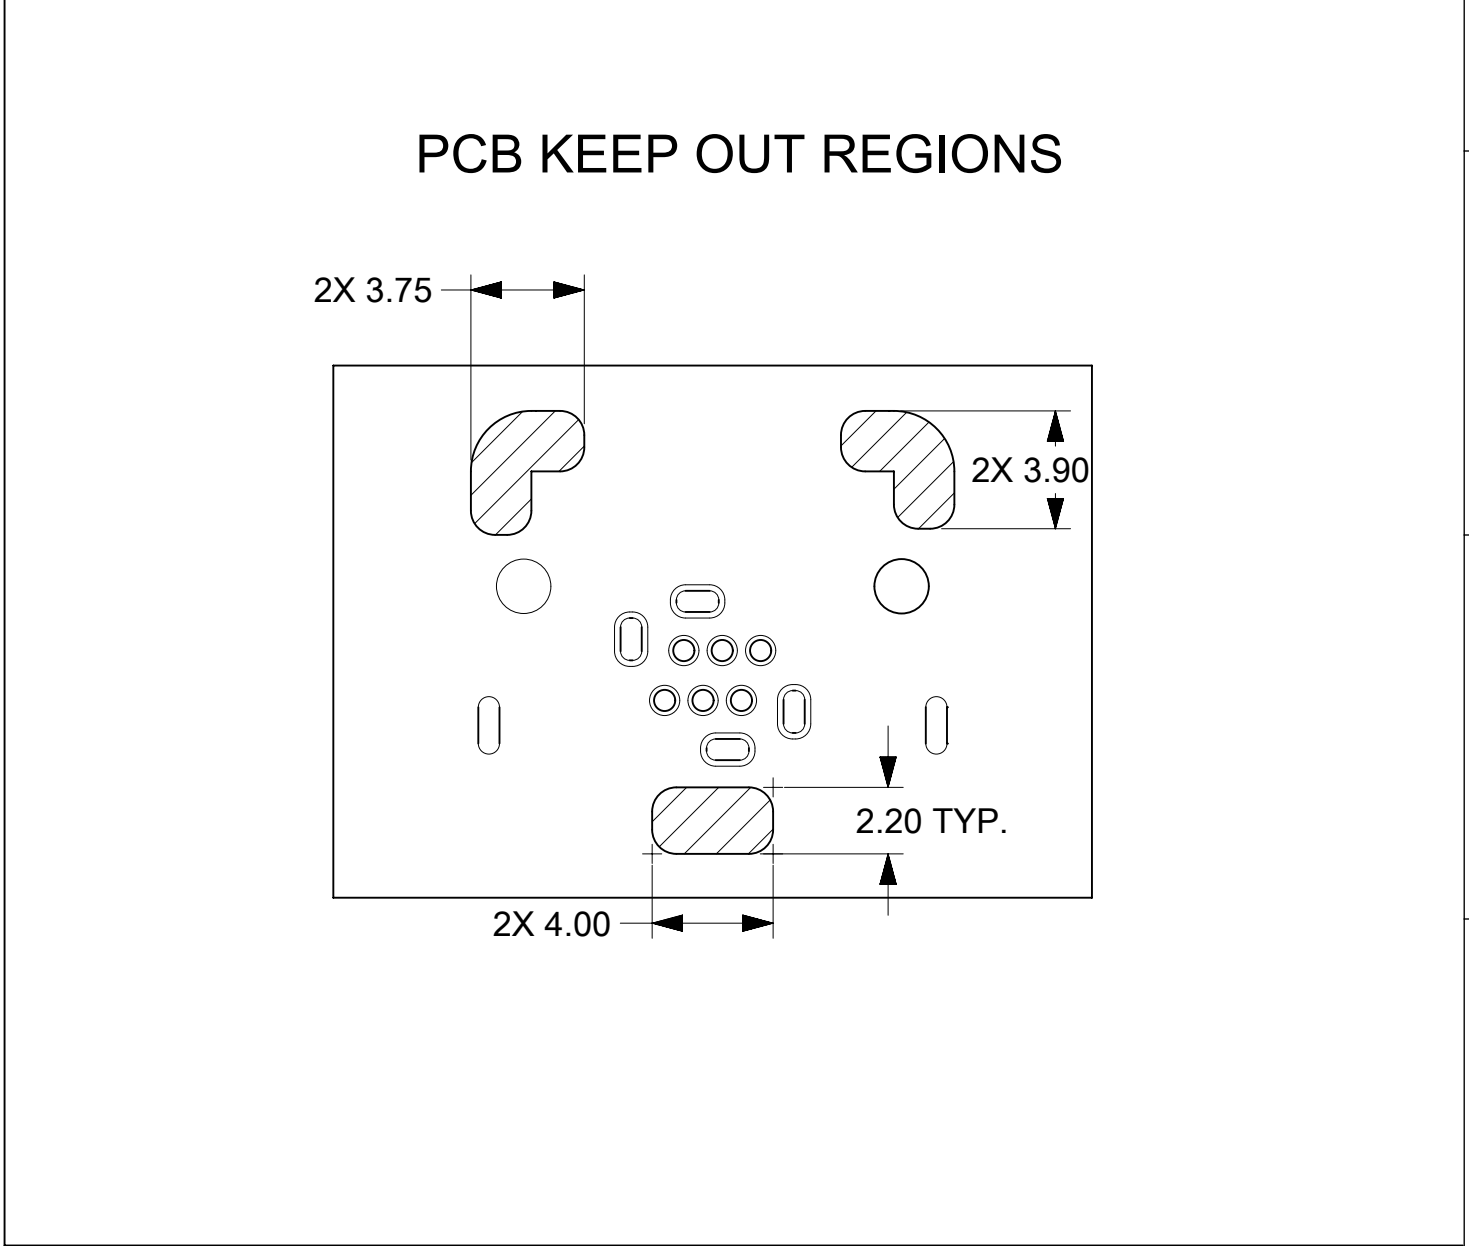 PCB KEEP OUT REGIONS
2X 3.75
2X 3.90
2.20 TYP.
2X 4.00